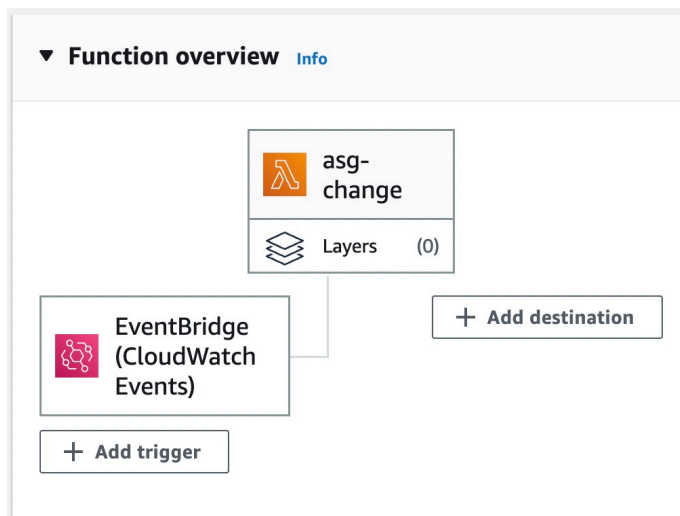 Function overview Info
asg-
change
Layers (0)
EventBridge
(CloudWatch
Events)
Add destination
Add trigger